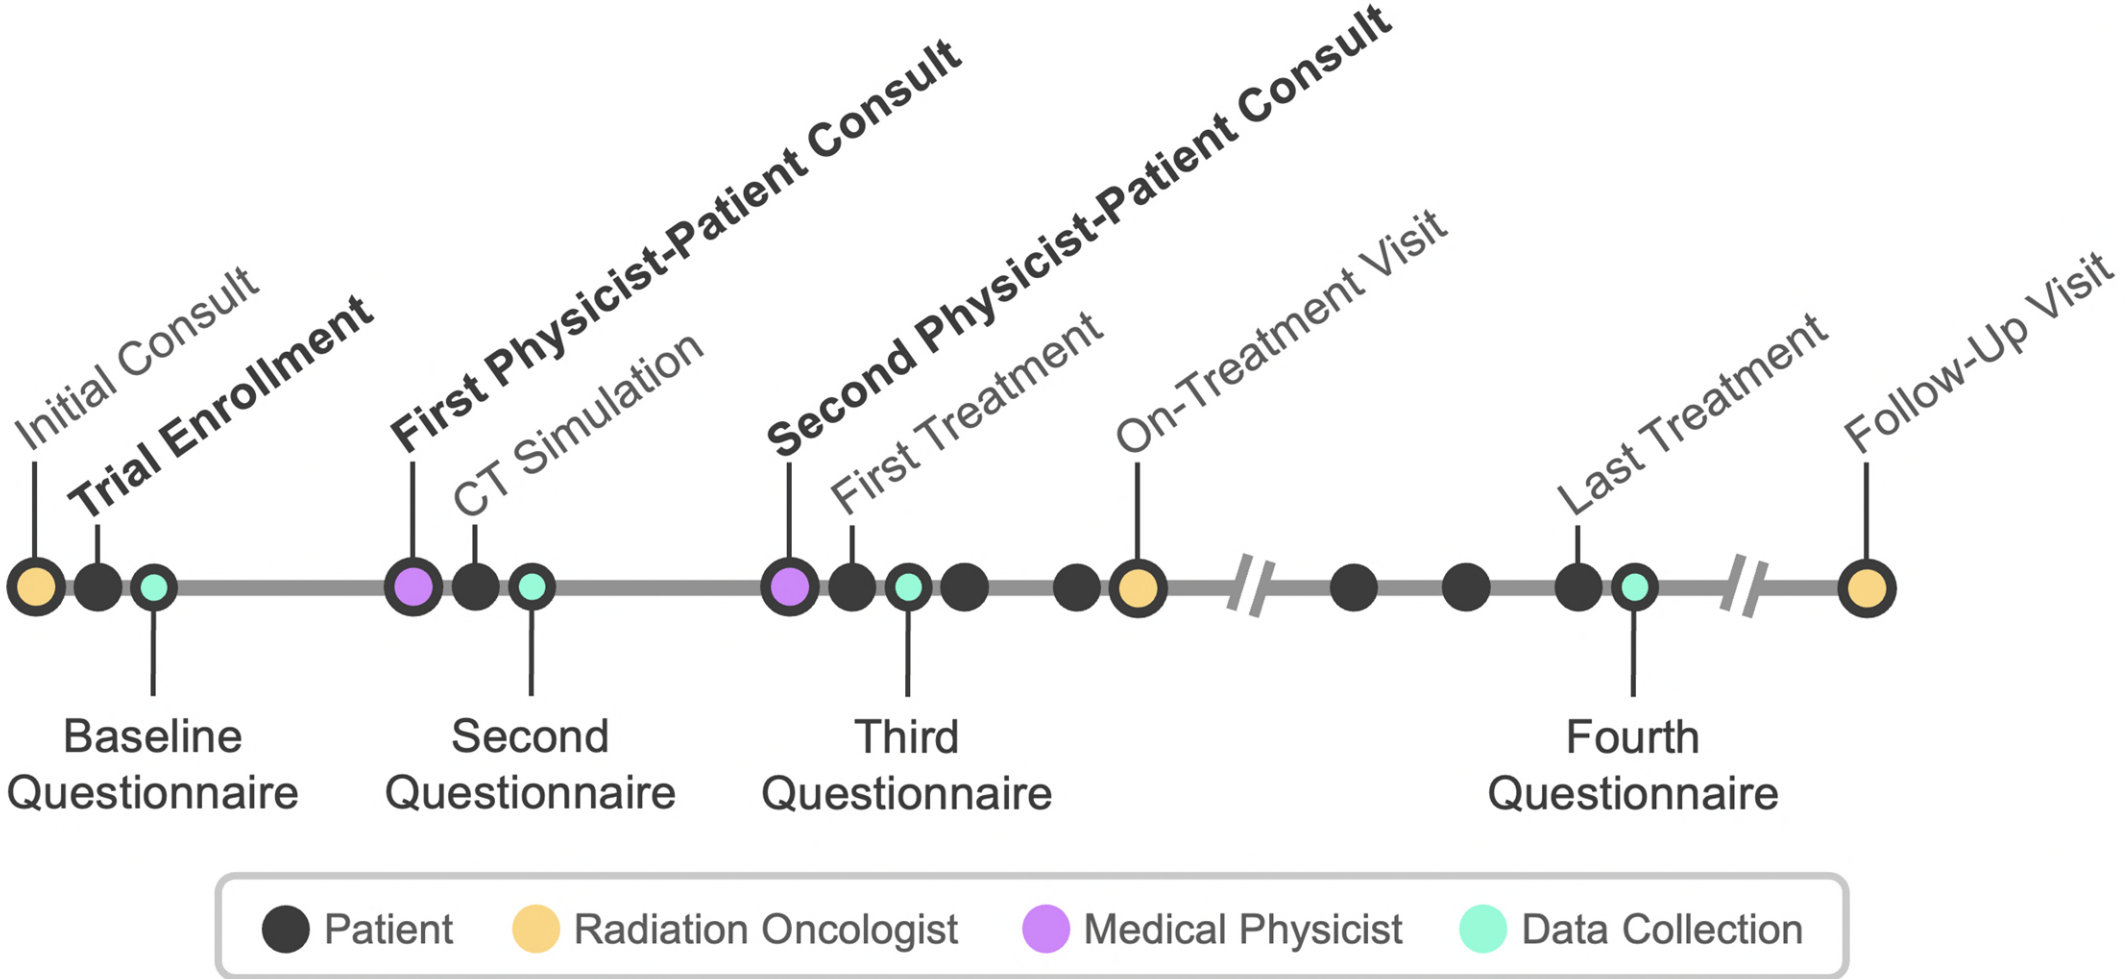 Initial Consult
Trial Enrollment
First Physicist-Patient Consult
CT Simulation
Second Physicist-Patient Consult
First Treatment
On-Treatment Visit
Last Treatment
Follow-Up Visit
Baseline
Questionnaire
Second
Questionnaire
Third
Questionnaire
Fourth
Questionnaire
Patient
Radiation Oncologist
Medical Physicist
Data Collection